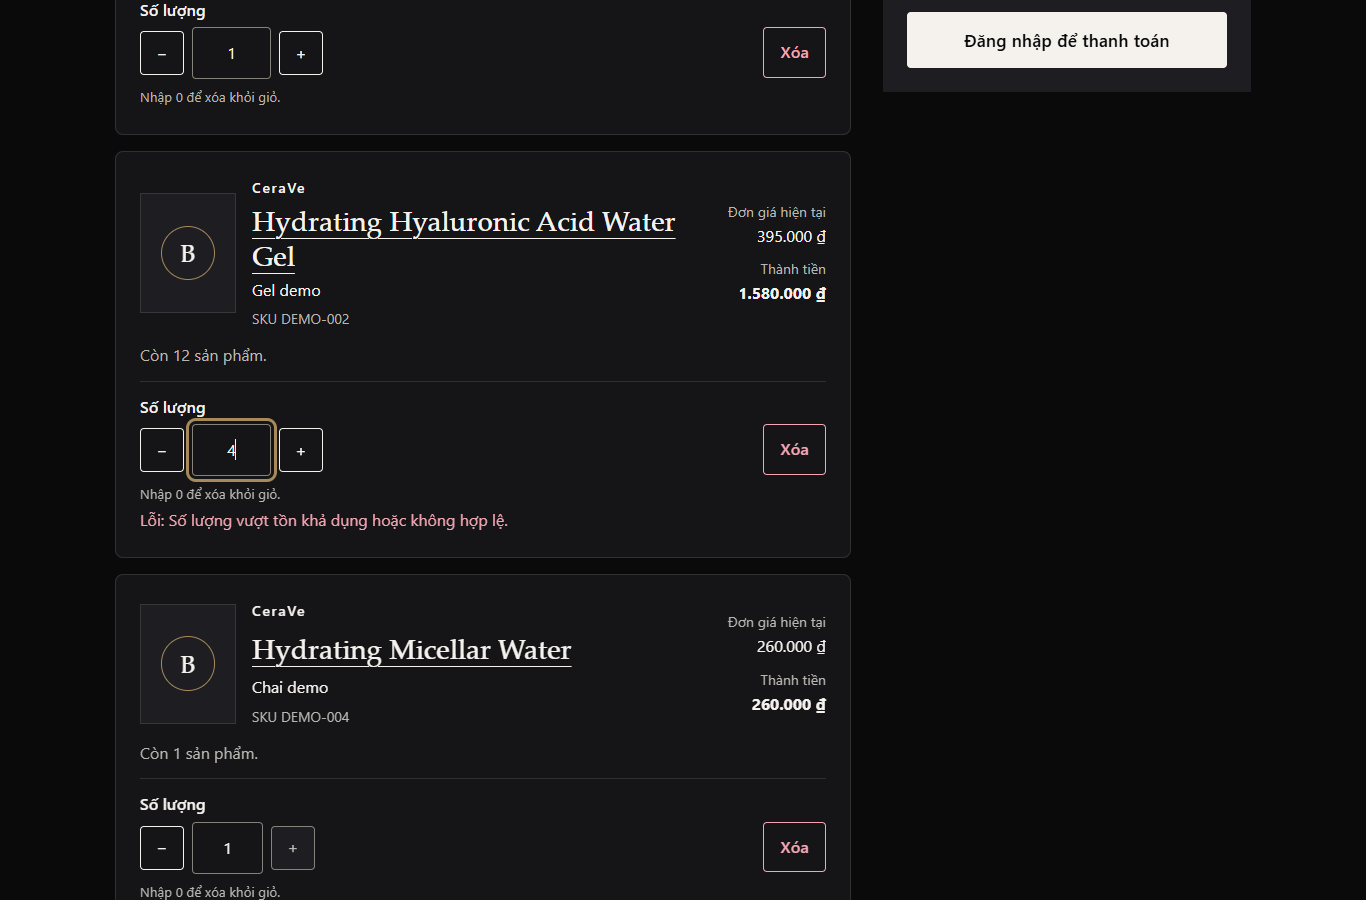 Số lượng
− 1 +
Xóa
Nhập 0 để xóa khỏi giỏ.
Đăng nhập để thanh toán
B
CeraVe
Hydrating Hyaluronic Acid Water
Gel
Gel demo
SKU DEMO-002
Đơn giá hiện tại
395.000 ₫
Thành tiền
1.580.000 ₫
Còn 12 sản phẩm.
Số lượng
− 4 +
Xóa
Nhập 0 để xóa khỏi giỏ.
Lỗi: Số lượng vượt tồn khả dụng hoặc không hợp lệ.
B
CeraVe
Hydrating Micellar Water
Chai demo
SKU DEMO-004
Đơn giá hiện tại
260.000 ₫
Thành tiền
260.000 ₫
Còn 1 sản phẩm.
Số lượng
− 1 +
Xóa
Nhập 0 để xóa khỏi giỏ.